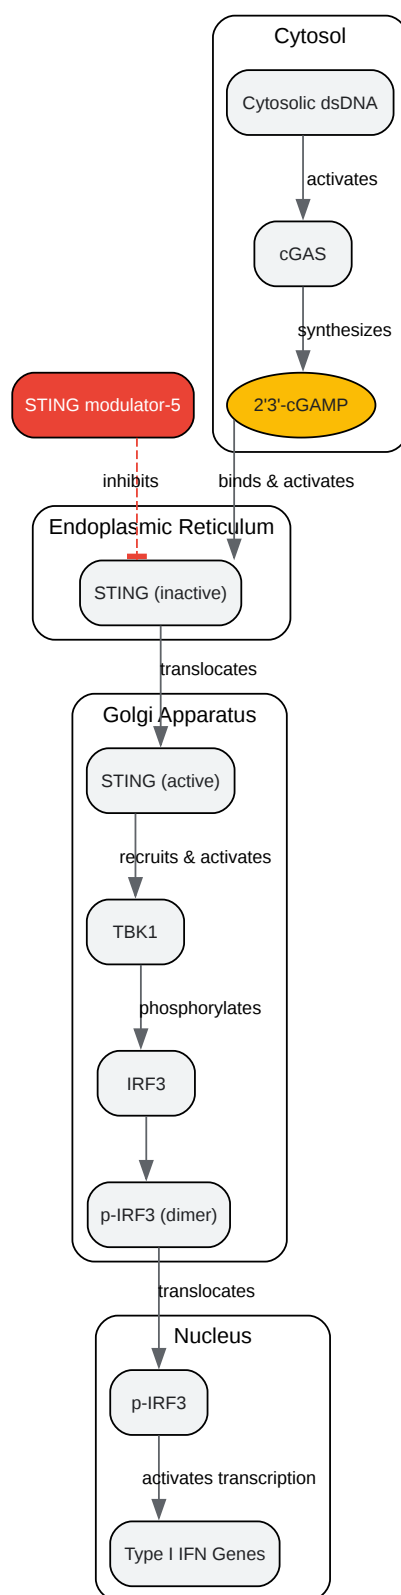 Cytosol
Cytosolic dsDNA
activates
cGAS
synthesizes
STING modulator-5
2'3'-cGAMP
inhibits
binds & activates
Endoplasmic Reticulum
STING (inactive)
translocates
Golgi Apparatus
STING (active)
recruits & activates
TBK1
phosphorylates
IRF3
p-IRF3 (dimer)
translocates
Nucleus
p-IRF3
activates transcription
Type I IFN Genes